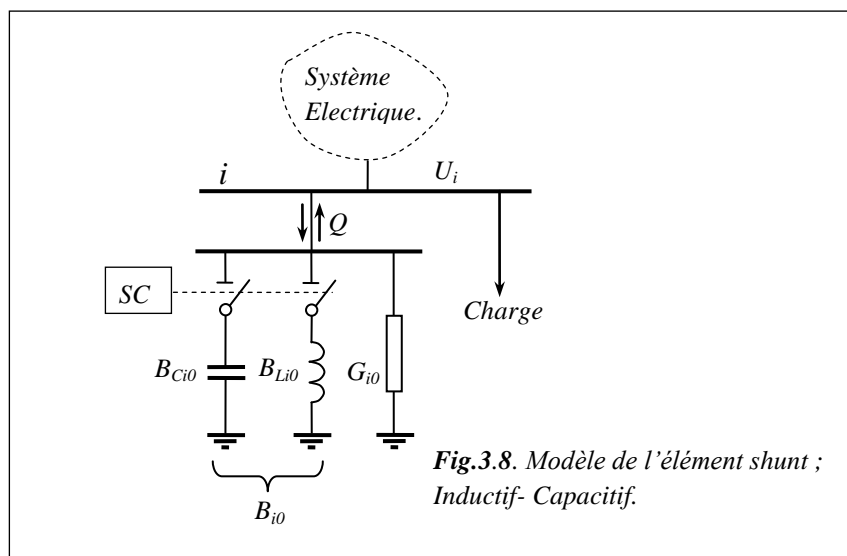 Système
Electrique.
i
U_i
Q
SC
Charge
B_Ci0
B_Li0
G_i0
B_i0
Fig.3.8. Modèle de l’élément shunt ;
Inductif- Capacitif.